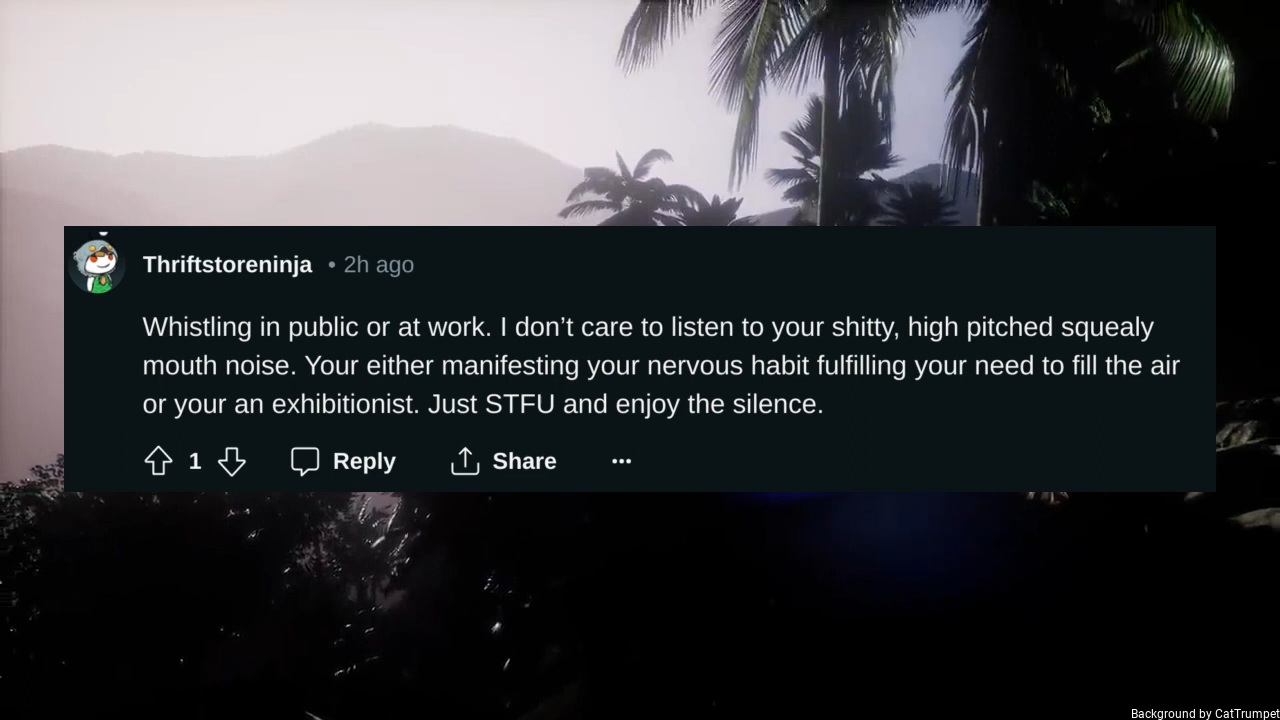 Thriftstoreninja • 2h ago
Whistling in public or at work. I don’t care to listen to your shitty, high pitched squealy
mouth noise. Your either manifesting your nervous habit fulfilling your need to fill the air
or your an exhibitionist. Just STFU and enjoy the silence.
1 Reply Share •••
Background by CatTrumpet